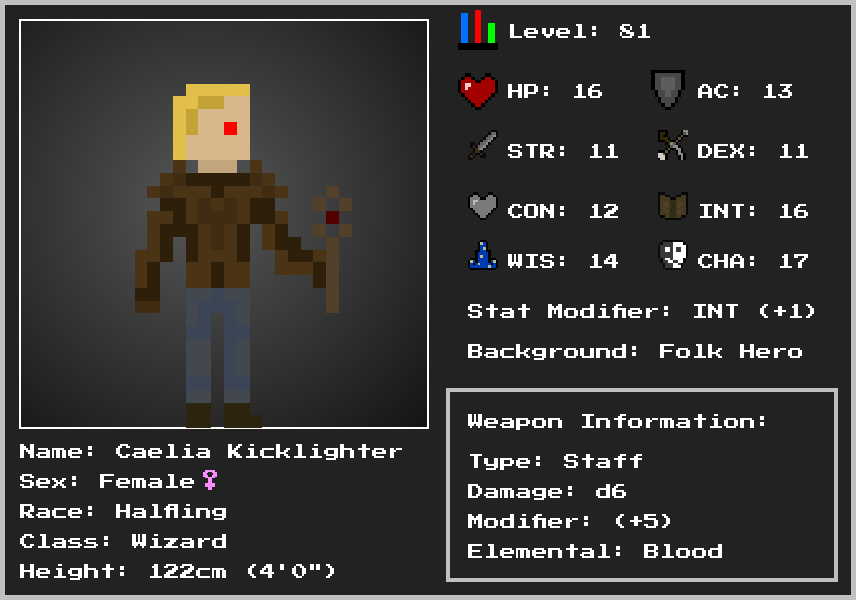 Level: 81
HP: 16
AC: 13
STR: 11
DEX: 11
CON: 12
INT: 16
WIS: 14
CHA: 17
Stat Modifier: INT (+1)
Background: Folk Hero
Name: Caelia Kicklighter
Sex: Female♀
Race: Halfling
Class: Wizard
Height: 122cm (4'0")
Weapon Information:
Type: Staff
Damage: d6
Modifier: (+5)
Elemental: Blood